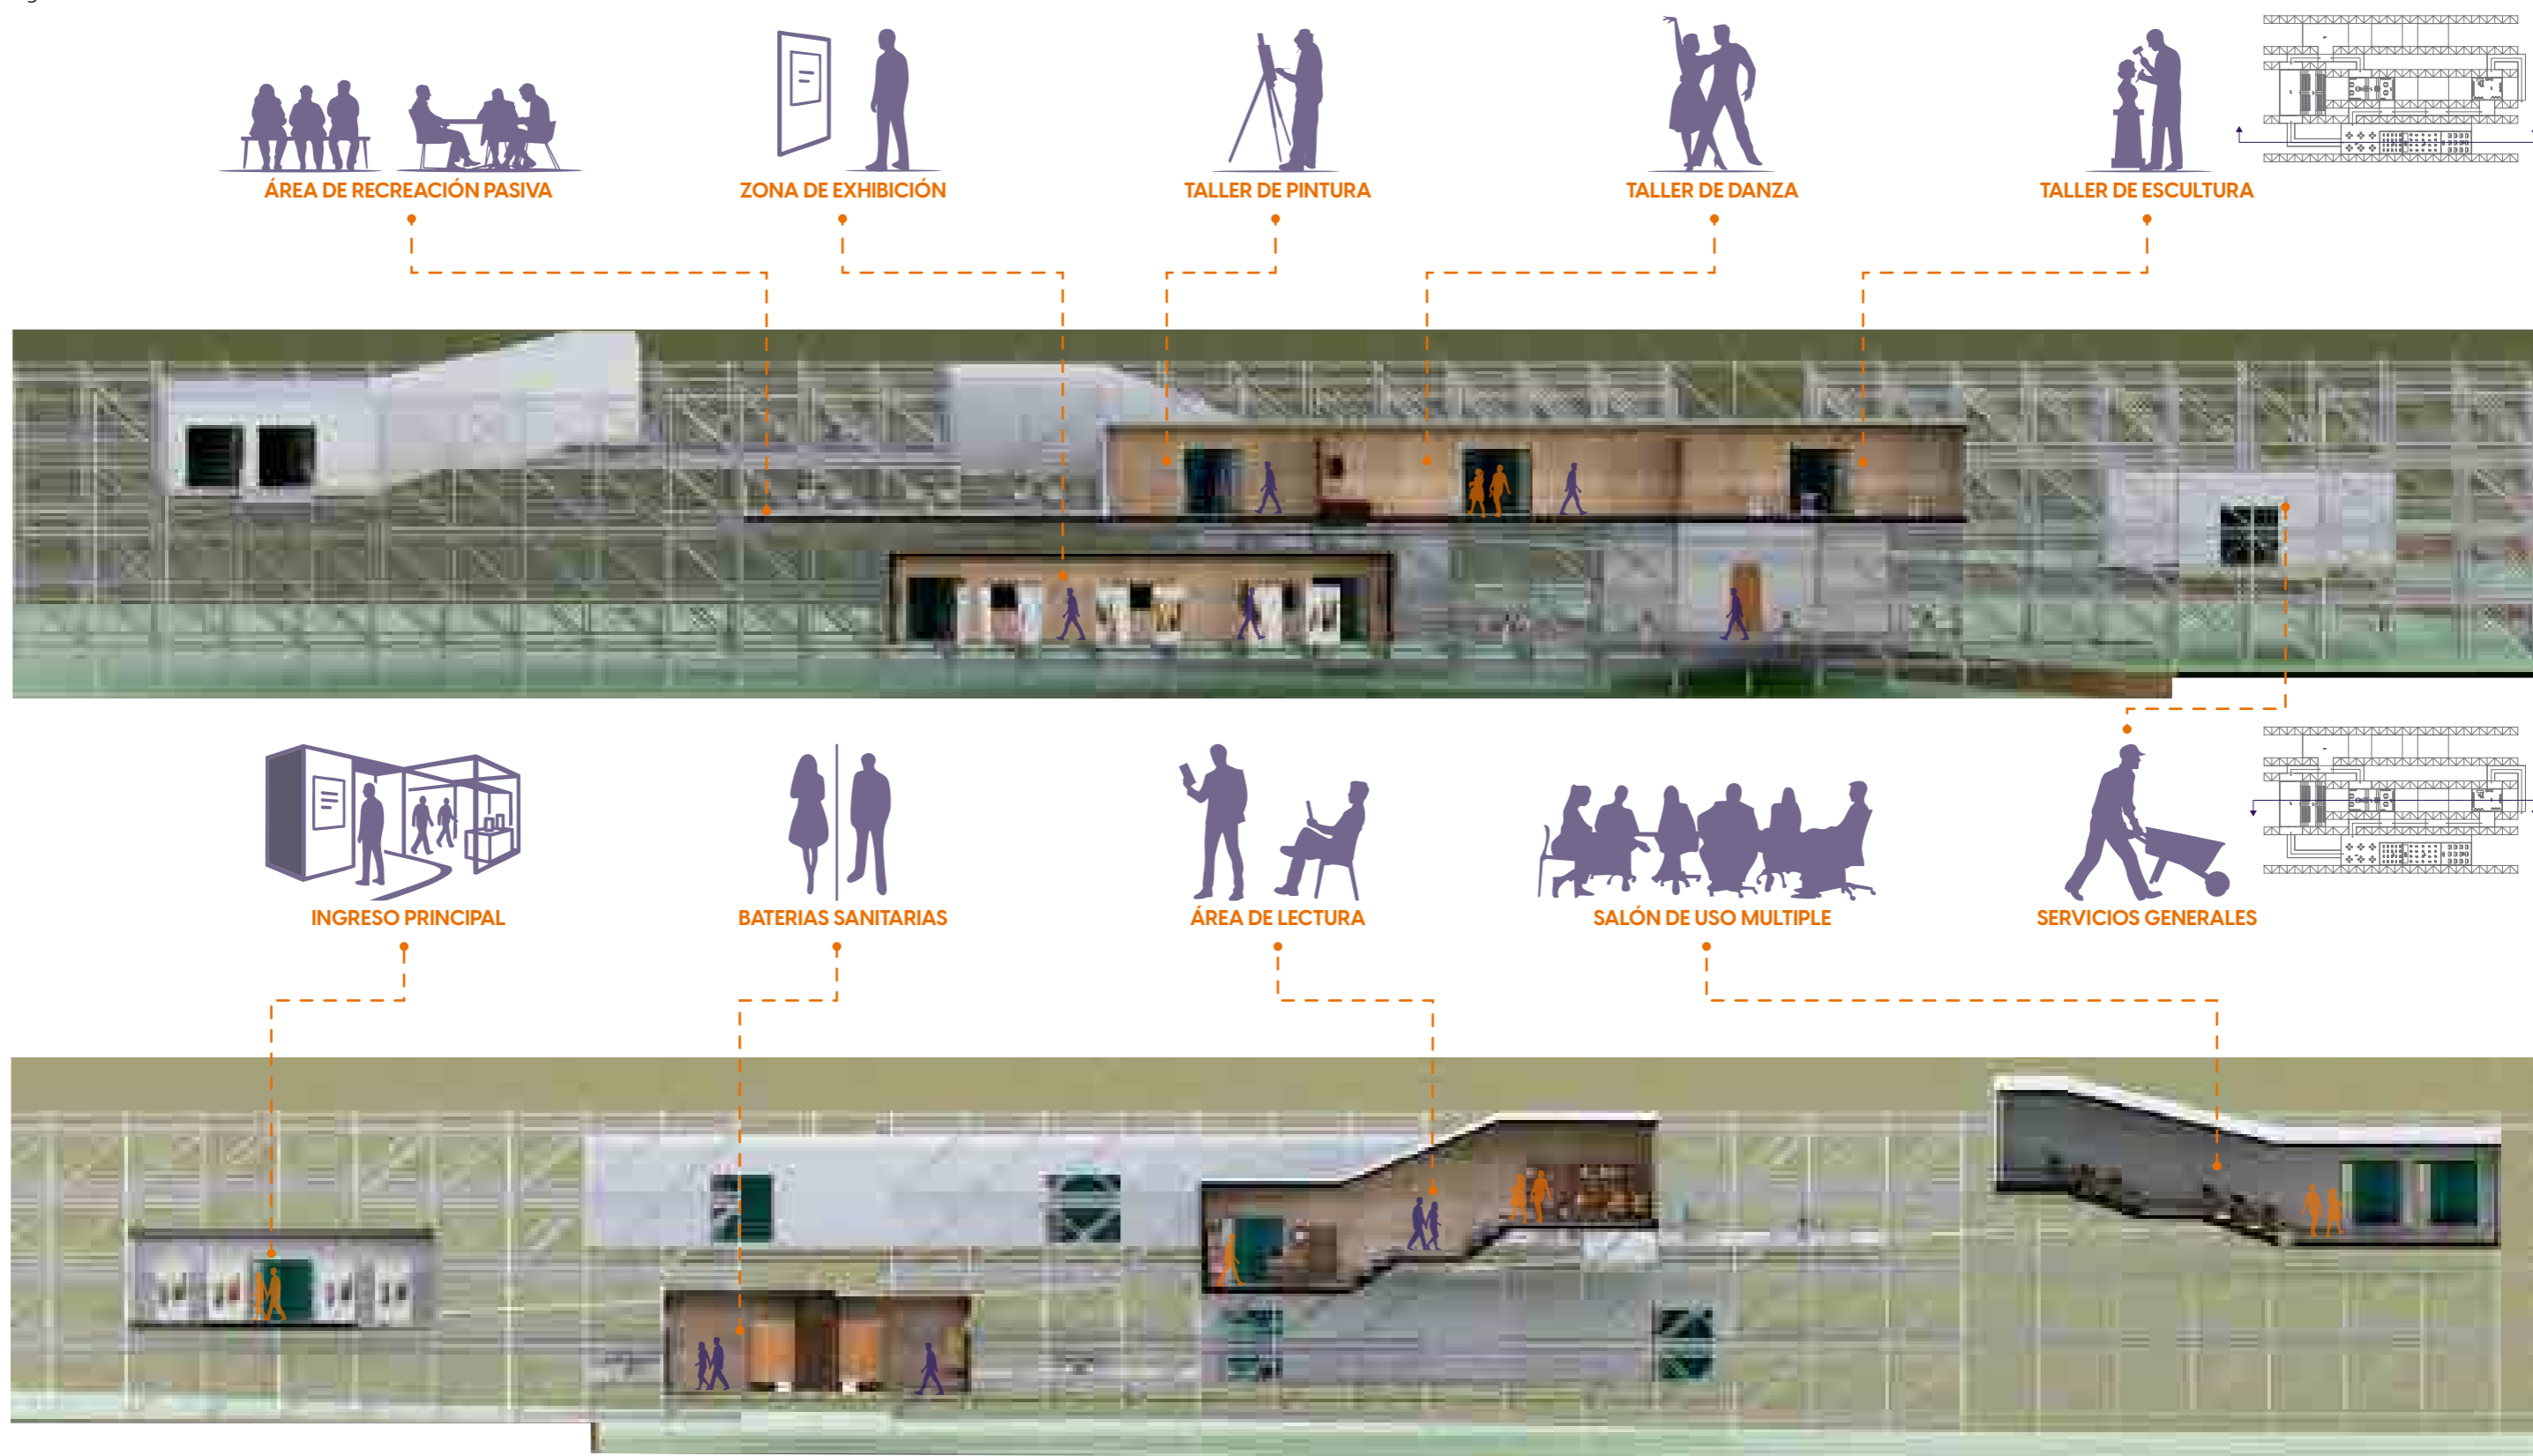 ÁREA DE RECREACIÓN PASIVA
ZONA DE EXHIBICIÓN
TALLER DE PINTURA
TALLER DE DANZA
TALLER DE ESCULTURA
INGRESO PRINCIPAL
BATERIAS SANITARIAS
ÁREA DE LECTURA
SALÓN DE USO MULTIPLE
SERVICIOS GENERALES